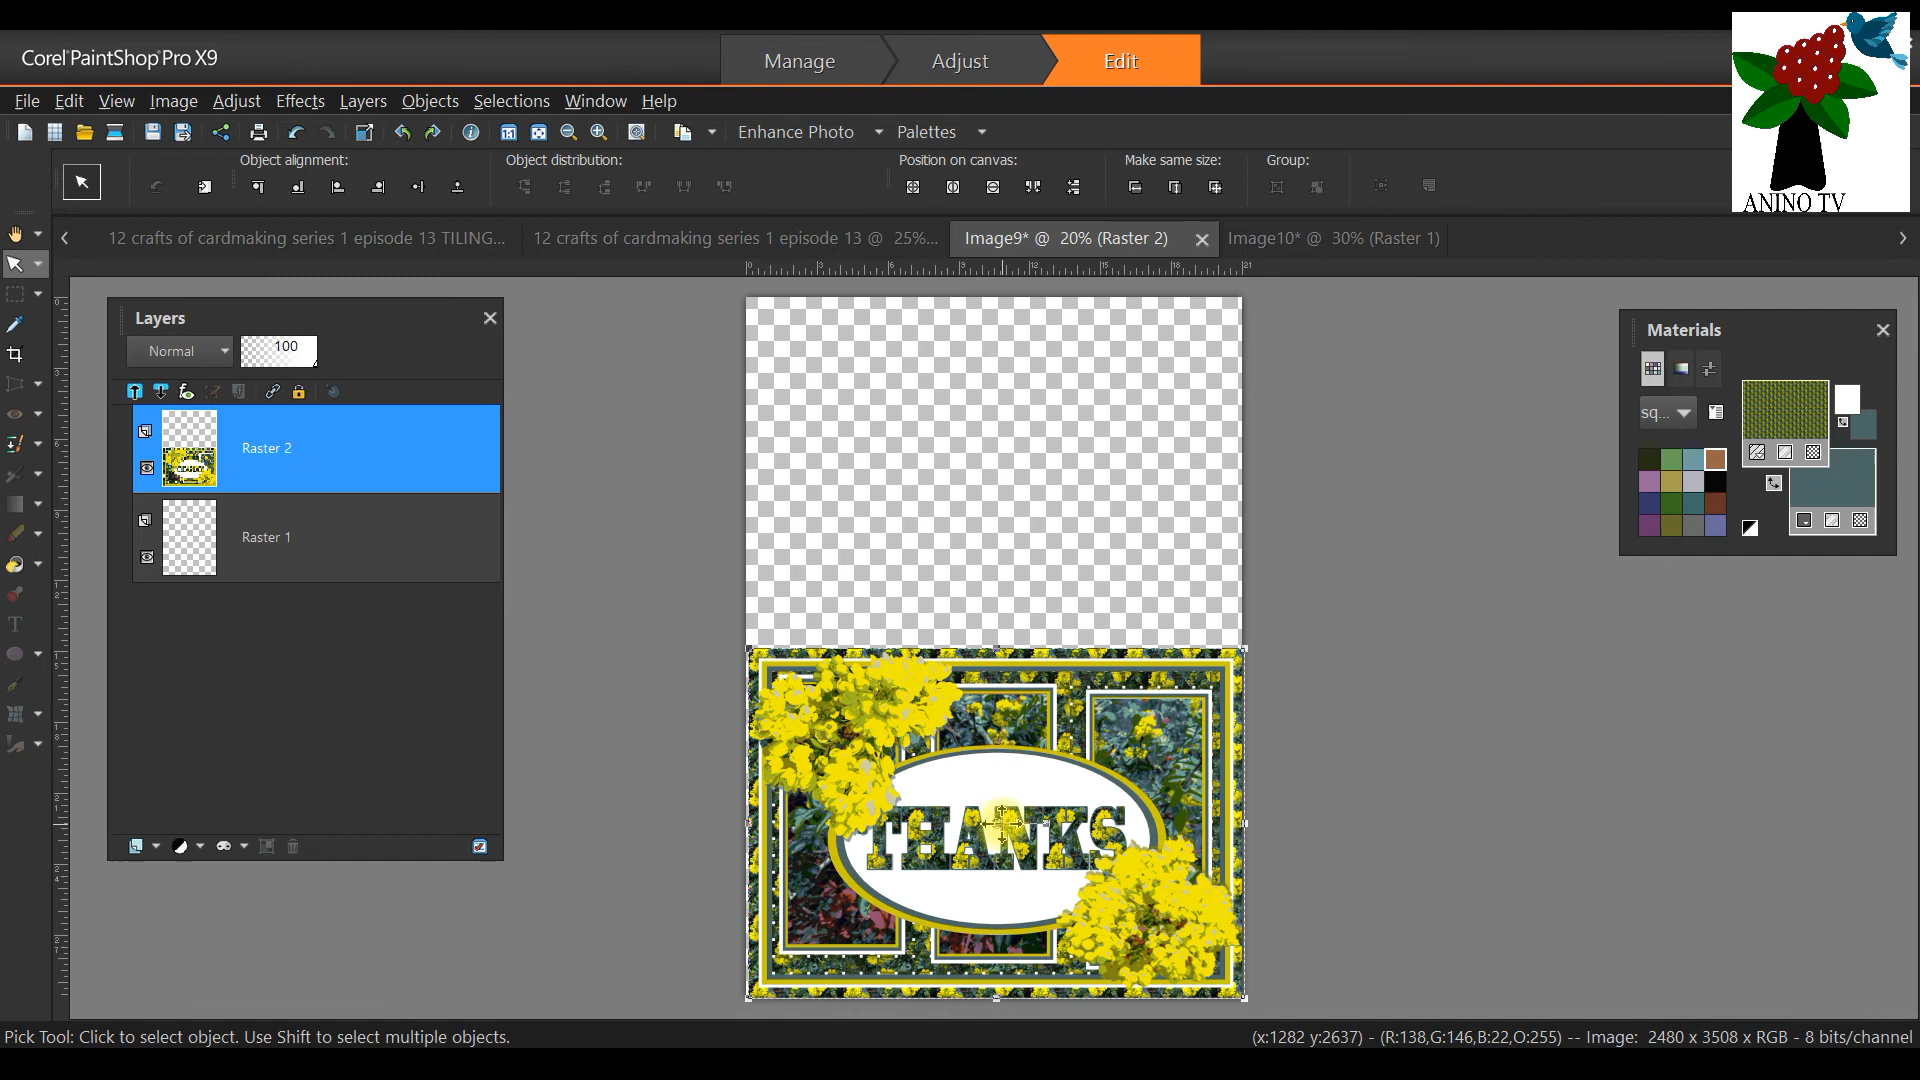 Corel PaintShop Pro X9
Manage
Adjust
Edit
File Edit View Image Adjust Effects Layers Objects Selections Window Help
Enhance Photo
Palettes
Object alignment:
Object distribution:
Position on canvas:
Make same size:
Group:
ANINO TV
12 crafts of cardmaking series 1 episode 13 TILING...
12 crafts of cardmaking series 1 episode 13 @ 25%...
Image9* @ 20% (Raster 2)
Image10* @ 30% (Raster 1)
Layers
Normal
100
Raster 2
Raster 1
Materials
sq...
THANKS
Pick Tool: Click to select object. Use Shift to select multiple objects.
(x:1282 y:2637) - (R:138,G:146,B:22,O:255) -- Image: 2480 x 3508 x RGB - 8 bits/channel